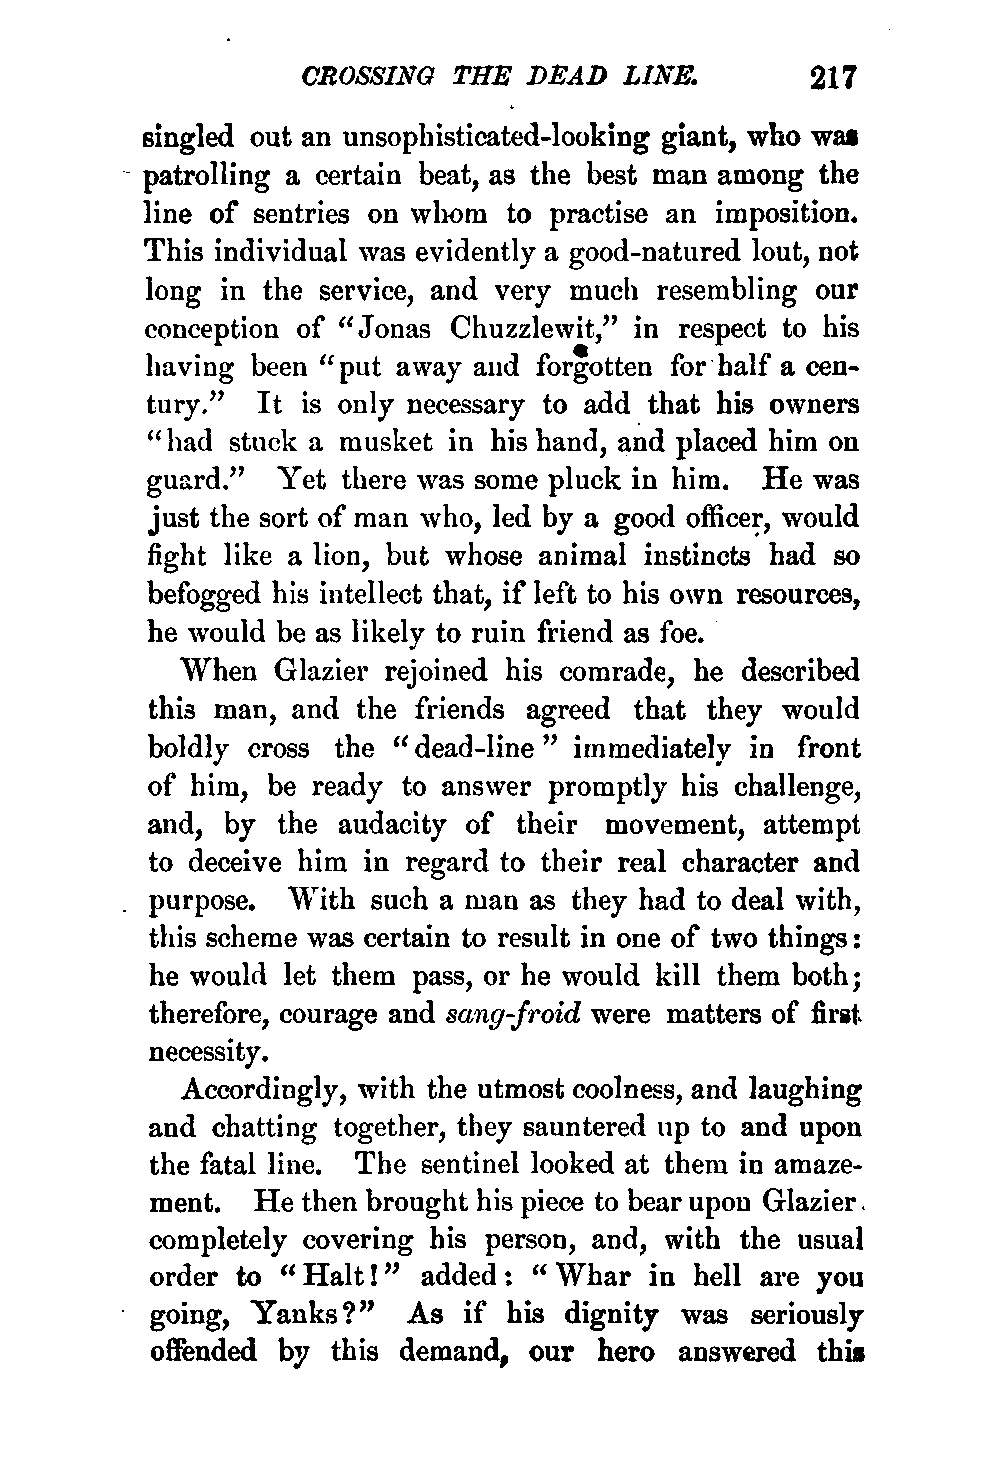 CROSSING THE DEAD LINE. 217
singled out an unsophisticated-looking giant, who was
patrolling a certain beat, as the best man among the
line of sentries on whom to practise an imposition.
This individual was evidently a good-natured lout, not
long in the service, and very much resembling our
conception of “Jonas Chuzzlewit,” in respect to his
having been “put away and forgotten for half a cen-
tury.” It is only necessary to add that his owners
“had stuck a musket in his hand, and placed him on
guard.” Yet there was some pluck in him. He was
just the sort of man who, led by a good officer, would
fight like a lion, but whose animal instincts had so
befogged his intellect that, if left to his own resources,
he would be as likely to ruin friend as foe.
When Glazier rejoined his comrade, he described
this man, and the friends agreed that they would
boldly cross the “dead-line” immediately in front
of him, be ready to answer promptly his challenge,
and, by the audacity of their movement, attempt
to deceive him in regard to their real character and
purpose. With such a man as they had to deal with,
this scheme was certain to result in one of two things:
he would let them pass, or he would kill them both;
therefore, courage and sang-froid were matters of first
necessity.
Accordingly, with the utmost coolness, and laughing
and chatting together, they sauntered up to and upon
the fatal line. The sentinel looked at them in amaze-
ment. He then brought his piece to bear upon Glazier.
completely covering his person, and, with the usual
order to “Halt!” added: “Whar in hell are you
going, Yanks?” As if his dignity was seriously
offended by this demand, our hero answered this